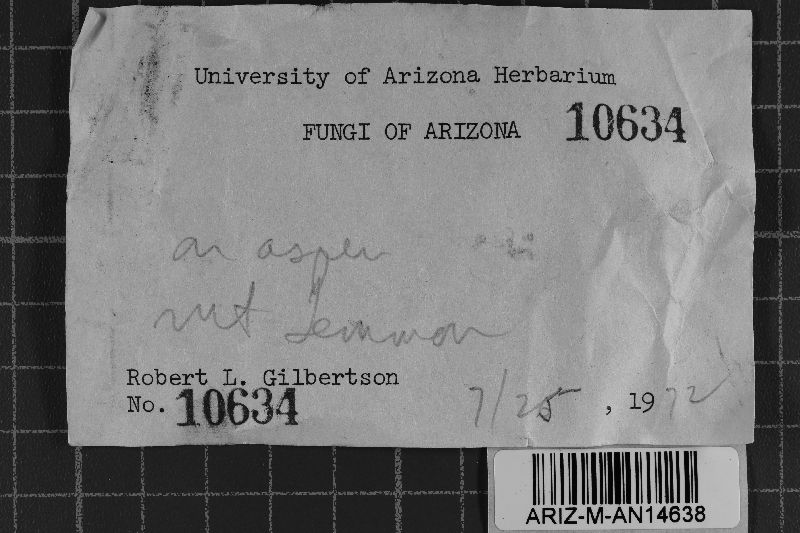 University of Arizona Herbarium
FUNGI OF ARIZONA 10634
on aspen
mt Lemmon
Robert L. Gilbertson
No. 10634
7/25, 1972
ARIZ-M-AN14638